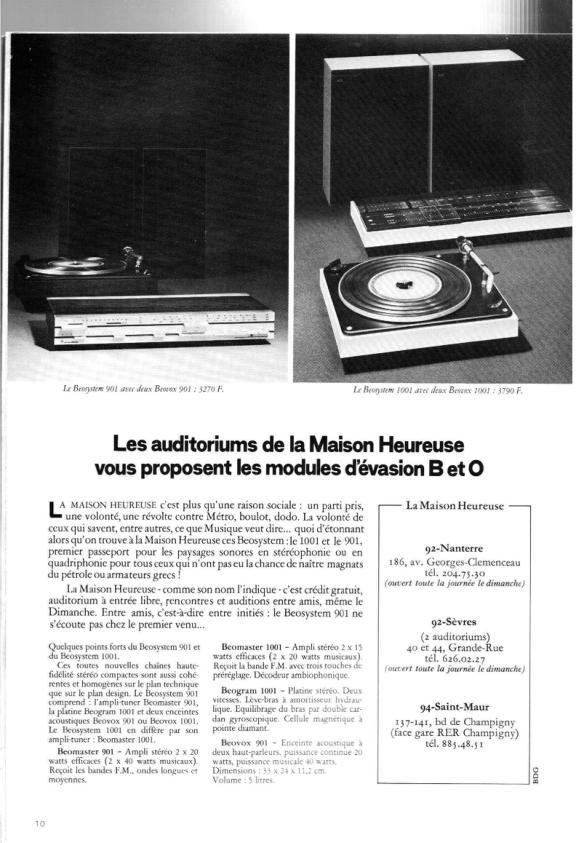 Le Beosystem 901 avec deux Beovox 901 : 3270 F.
Le Beosystem 1001 avec deux Beovox 1001 : 3790 F.
Les auditoriums de la Maison Heureuse
vous proposent les modules d'évasion B et O
LA MAISON HEUREUSE c'est plus qu'une raison sociale : un parti pris,
une volonté, une révolte contre Métro, boulot, dodo. La volonté de
ceux qui savent, entre autres, ce que Musique veut dire... quoi d'étonnant
alors qu'on trouve à la Maison Heureuse ces Beosystem : le 1001 et le 901,
premier passeport pour les paysages sonores en stéréophonie ou en
quadriphonie pour tous ceux qui n'ont pas eu la chance de naître magnats
du pétrole ou armateurs grecs !
La Maison Heureuse - comme son nom l'indique - c'est crédit gratuit,
auditorium à entrée libre, rencontres et auditions entre amis, même le
Dimanche. Entre amis, c'est-à-dire entre initiés : le Beosystem 901 ne
s'écoute pas chez le premier venu...
Quelques points forts du Beosystem 901 et
du Beosystem 1001.
Ces toutes nouvelles chaînes haute-
fidélité stéréo compactes sont aussi cohé-
rentes et homogènes sur le plan technique
que sur le plan design. Le Beosystem 901
comprend : l'ampli-tuner Beomaster 901,
la platine Beogram 1001 et deux enceintes
acoustiques Beovox 901 ou Beovox 1001.
Le Beosystem 1001 en diffère par son
ampli-tuner : Beomaster 1001.
Beomaster 901 - Ampli stéréo 2 x 20
watts efficaces (2 x 40 watts musicaux).
Reçoit les bandes F.M., ondes longues et
moyennes.
Beomaster 1001 - Ampli stéréo 2 x 15
watts efficaces (2 x 20 watts musicaux).
Reçoit la bande F.M. avec trois touches de
préréglage. Décodeur ambiophonique.
Beogram 1001 - Platine stéréo. Deux
vitesses. Lève-bras à amortisseur hydrau-
lique. Equilibrage du bras par double car-
dan gyroscopique. Cellule magnétique à
pointe diamant.
Beovox 901 - Enceinte acoustique à
deux haut-parleurs, puissance continue 20
watts, puissance musicale 40 watts.
Dimensions : 33 x 24 x 11,2 cm.
Volume : 5 litres.
La Maison Heureuse
92-Nanterre
186, av. Georges-Clemenceau
tél. 204.75.30
(ouvert toute la journée le dimanche)
92-Sèvres
(2 auditoriums)
40 et 44, Grande-Rue
tél. 626.02.27
(ouvert toute la journée le dimanche)
94-Saint-Maur
137-141, bd de Champigny
(face gare RER Champigny)
tél. 885.48.51
BDG
10